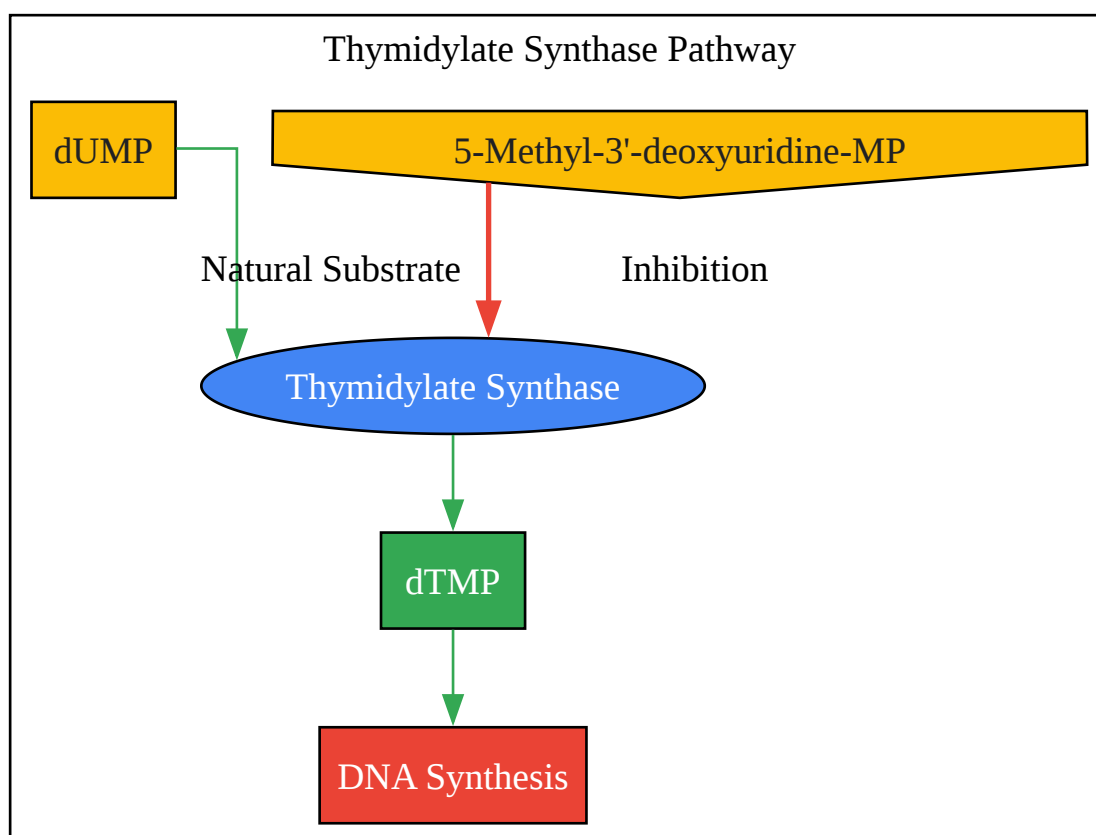 Thymidylate Synthase Pathway
dUMP
5-Methyl-3'-deoxyuridine-MP
Natural Substrate
Inhibition
Thymidylate Synthase
dTMP
DNA Synthesis